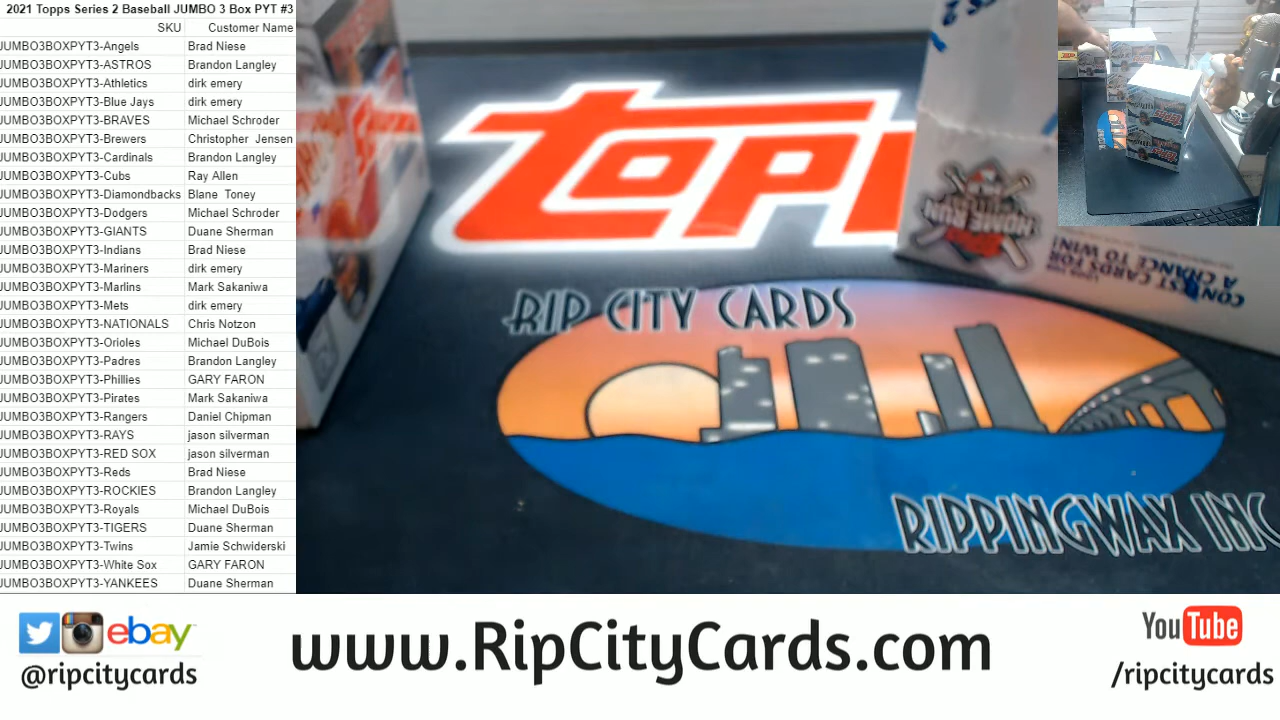 2021 Topps Series 2 Baseball JUMBO 3 Box PYT #3
SKU Customer Name
JUMBO3BOXPYT3-Angels Brad Niese
JUMBO3BOXPYT3-ASTROS Brandon Langley
JUMBO3BOXPYT3-Athletics dirk emery
JUMBO3BOXPYT3-Blue Jays dirk emery
JUMBO3BOXPYT3-BRAVES Michael Schroder
JUMBO3BOXPYT3-Brewers Christopher Jensen
JUMBO3BOXPYT3-Cardinals Brandon Langley
JUMBO3BOXPYT3-Cubs Ray Allen
JUMBO3BOXPYT3-Diamondbacks Blane Toney
JUMBO3BOXPYT3-Dodgers Michael Schroder
JUMBO3BOXPYT3-GIANTS Duane Sherman
JUMBO3BOXPYT3-Indians Brad Niese
JUMBO3BOXPYT3-Mariners dirk emery
JUMBO3BOXPYT3-Marlins Mark Sakaniwa
JUMBO3BOXPYT3-Mets dirk emery
JUMBO3BOXPYT3-NATIONALS Chris Notzon
JUMBO3BOXPYT3-Orioles Michael DuBois
JUMBO3BOXPYT3-Padres Brandon Langley
JUMBO3BOXPYT3-Phillies GARY FARON
JUMBO3BOXPYT3-Pirates Mark Sakaniwa
JUMBO3BOXPYT3-Rangers Daniel Chipman
JUMBO3BOXPYT3-RAYS jason silverman
JUMBO3BOXPYT3-RED SOX jason silverman
JUMBO3BOXPYT3-Reds Brad Niese
JUMBO3BOXPYT3-ROCKIES Brandon Langley
JUMBO3BOXPYT3-Royals Michael DuBois
JUMBO3BOXPYT3-TIGERS Duane Sherman
JUMBO3BOXPYT3-Twins Jamie Schwiderski
JUMBO3BOXPYT3-White Sox GARY FARON
JUMBO3BOXPYT3-YANKEES Duane Sherman
TOPP
HOME RUN
CARDS FOR
A CHANCE TO WIN!
RIP CITY CARDS
RIPPINGWAX INC
ebay
@ripcitycards
www.RipCityCards.com
YouTube
/ripcitycards